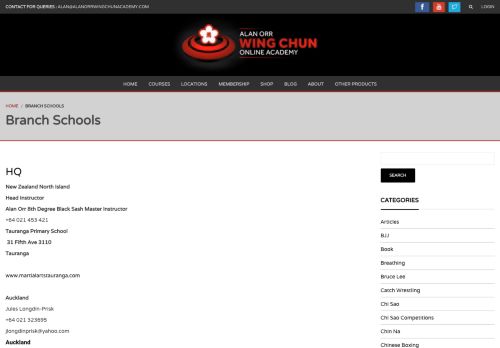 CONTACT FOR QUERIES : ALAN@ALANORRWINGCHUNACADEMY.COM
LOGIN
ALAN ORR
WING CHUN
ONLINE ACADEMY
HOME COURSES LOCATIONS MEMBERSHIP SHOP BLOG ABOUT OTHER PRODUCTS
HOME / BRANCH SCHOOLS
Branch Schools
HQ
New Zealand North Island
Head Instructor
Alan Orr 8th Degree Black Sash Master Instructor
+64 021 453 421
Tauranga Primary School
31 Fifth Ave 3110
Tauranga
www.martialartstauranga.com
Auckland
Jules Longdin-Prisk
+64 021 323695
jlongdinprisk@yahoo.com
Auckland
SEARCH
CATEGORIES
Articles
BJJ
Book
Breathing
Bruce Lee
Catch Wrestling
Chi Sao
Chi Sao Competitions
Chin Na
Chinese Boxing